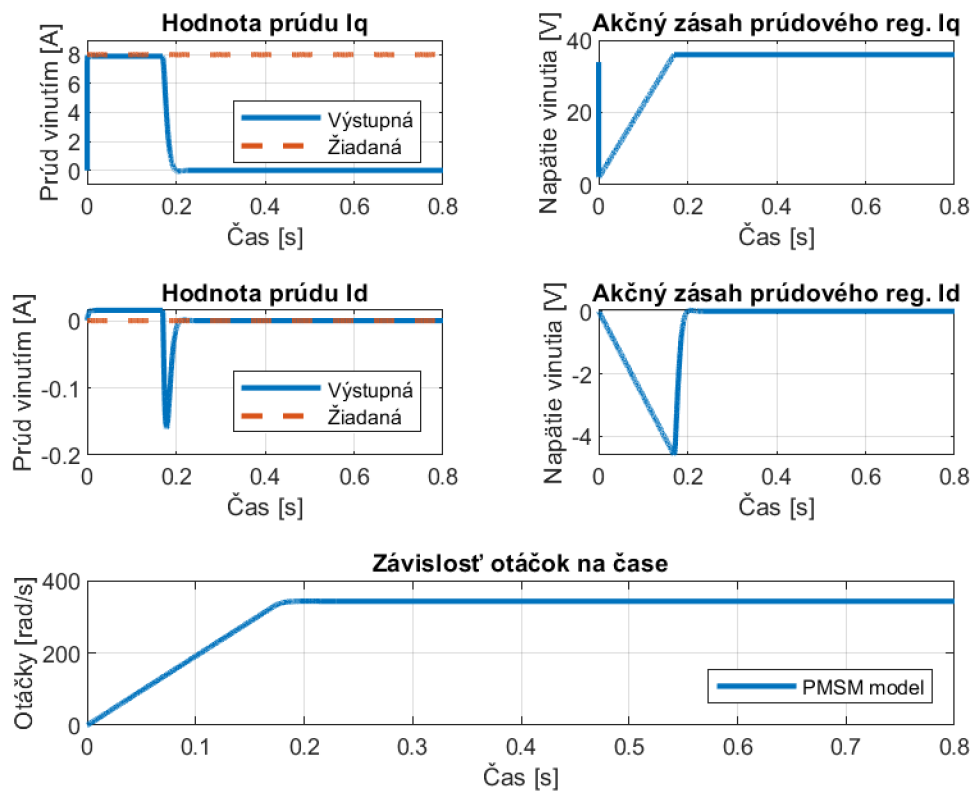 Hodnota prúdu Iq
Prúd vinutím [A]
8
6
4
2
0
Výstupná
Žiadaná
0 0.2 0.4 0.6 0.8
Čas [s]
Akčný zásah prúdového reg. Iq
Napätie vinutia [V]
40
20
0
0 0.2 0.4 0.6 0.8
Čas [s]
Hodnota prúdu Id
Prúd vinutím [A]
0
-0.1
-0.2
Výstupná
Žiadaná
0 0.2 0.4 0.6 0.8
Čas [s]
Akčný zásah prúdového reg. Id
Napätie vinutia [V]
0
-2
-4
0 0.2 0.4 0.6 0.8
Čas [s]
Závislosť otáčok na čase
Otáčky [rad/s]
400
200
0
PMSM model
0 0.1 0.2 0.3 0.4 0.5 0.6 0.7 0.8
Čas [s]